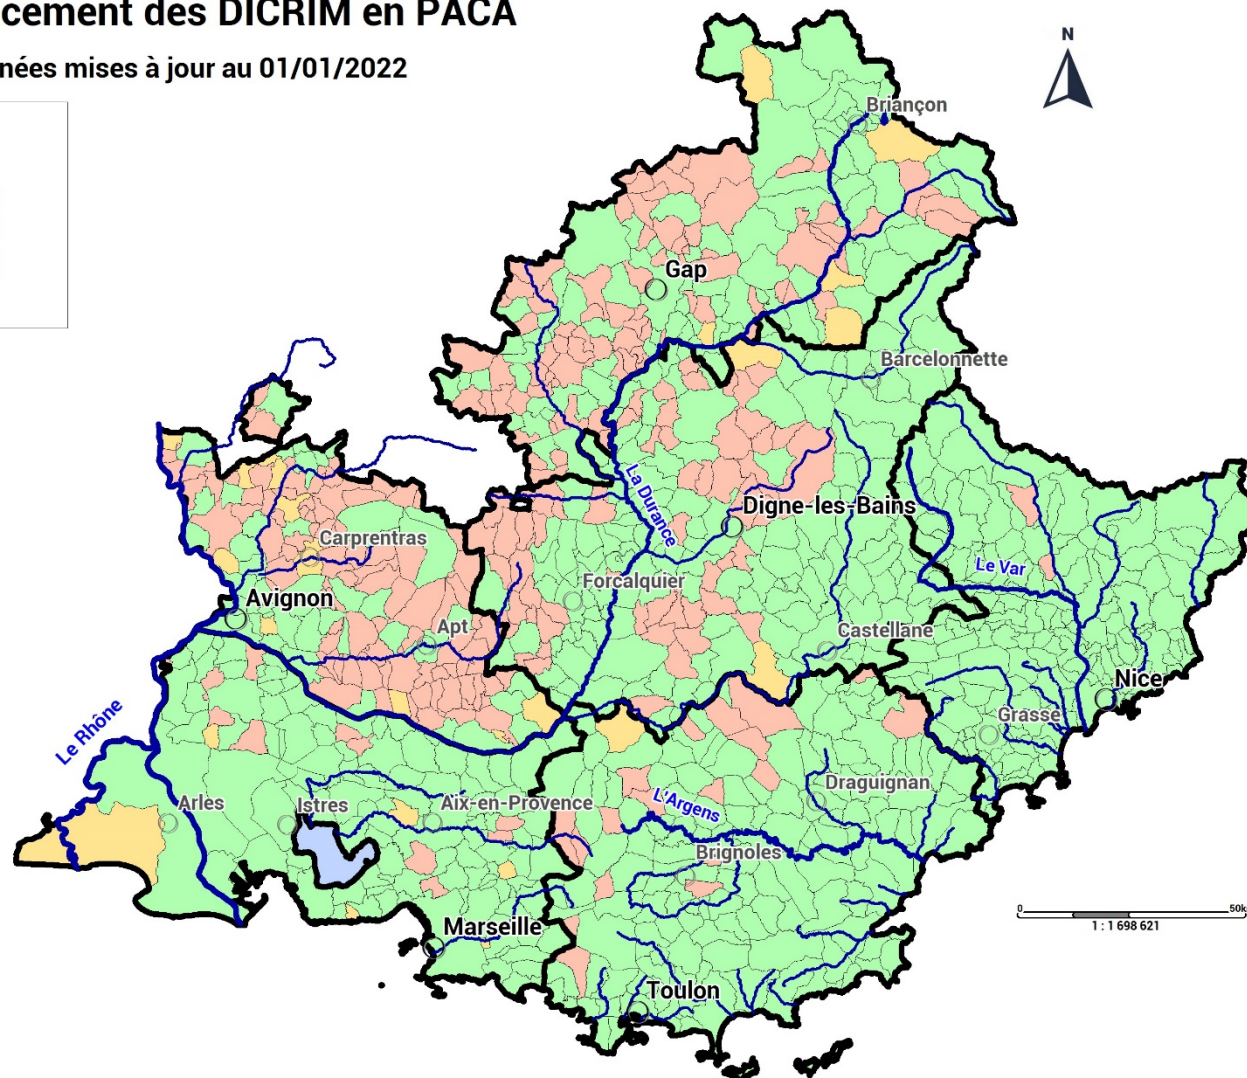 cement des DICRIM en PACA
nées mises à jour au 01/01/2022
N
Briançon
Gap
Barcelonnette
La Durance
Digne-les-Bains
Carprentras
Le Var
Forcalquier
Avignon
Apt
Castellane
Nice
Le Rhône
Grasse
Draguignan
Arles
Istres
Aix-en-Provence
L'Argens
Brignoles
0 50k
1 : 1 698 621
Marseille
Toulon